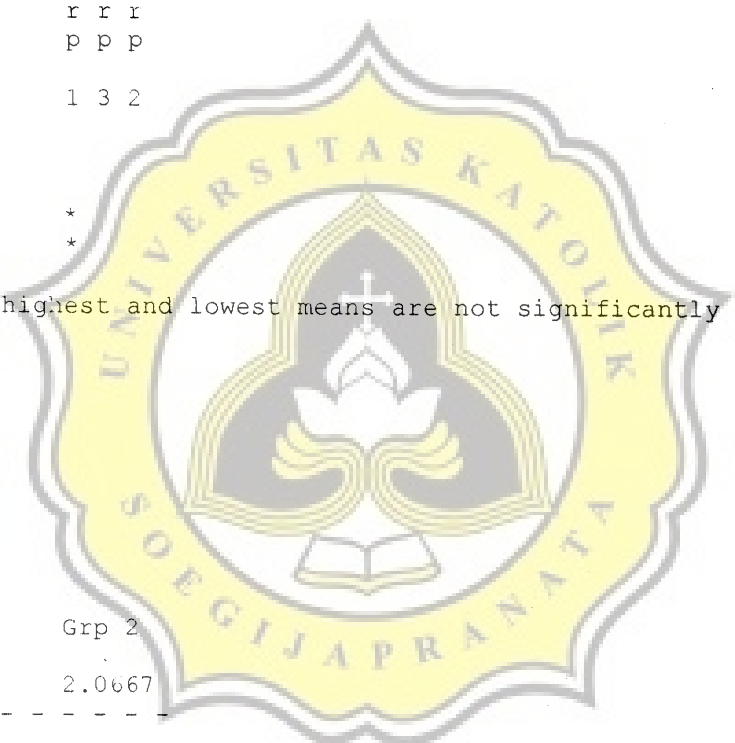 r r r
p p p
1 3 2
*
*
highest and lowest means are not significantly
UNIVERSITAS KATOLIK
SOEGIJAPRANATA
Grp 2
2.0667
- - - - - -